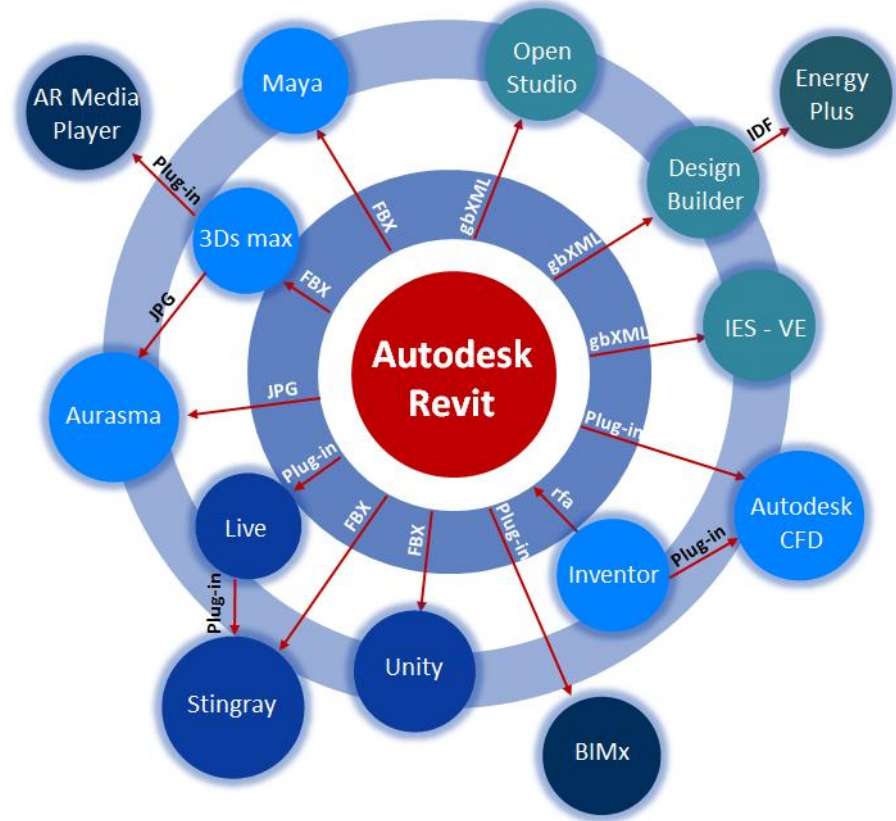 Open
Studio
Maya
Energy
Plus
AR Media
Player
IDF
Design
Builder
Plug-in
3Ds max
FBX
gbXML
gbXML
FBX
JPG
gbXML
IES - VE
Autodesk
Revit
JPG
Aurasma
Plug-in
Plug-in
FBX
FBX
Plug-in
rfa
Autodesk
CFD
Live
Inventor
Plug-in
Plug-in
Unity
Stingray
BIMx